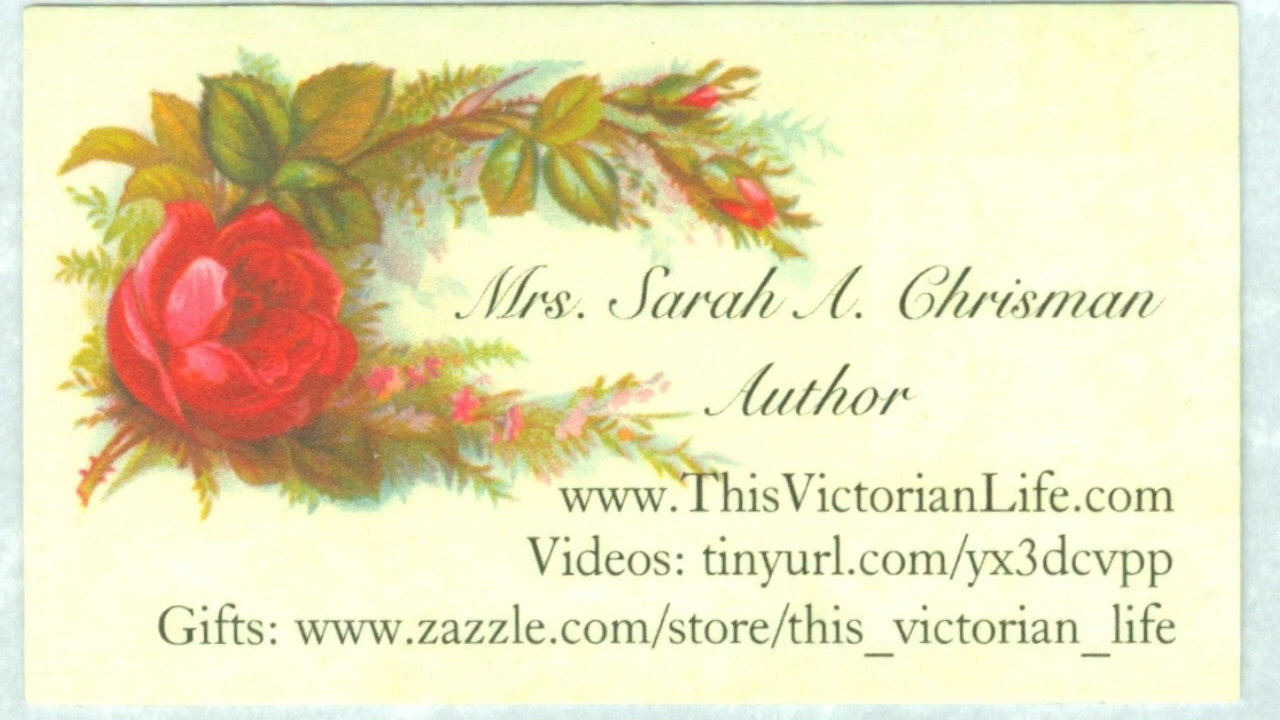 Mrs. Sarah A. Chrisman
Author
www.ThisVictorianLife.com
Videos: tinyurl.com/yx3dcvpp
Gifts: www.zazzle.com/store/this_victorian_life